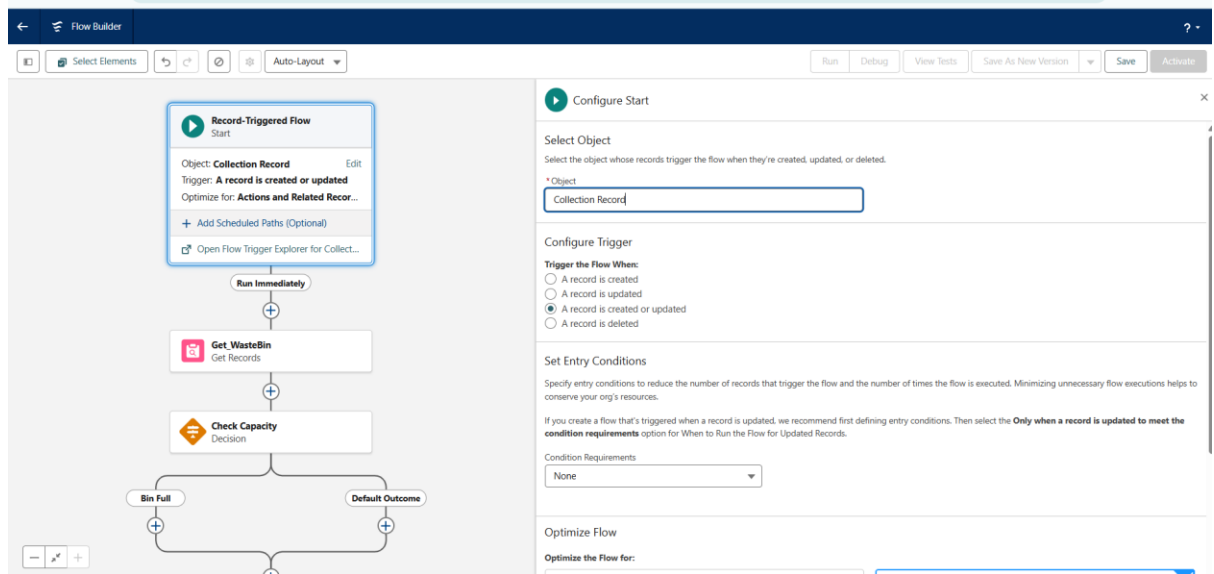 Flow Builder
?
Select Elements
Auto-Layout
Run
Debug
View Tests
Save As New Version
Save
Activate
Record-Triggered Flow
Start
Object: Collection Record
Edit
Trigger: A record is created or updated
Optimize for: Actions and Related Recor...
+ Add Scheduled Paths (Optional)
Open Flow Trigger Explorer for Collect...
Run Immediately
Get_WasteBin
Get Records
Check Capacity
Decision
Bin Full
Default Outcome
Configure Start
Select Object
Select the object whose records trigger the flow when they're created, updated, or deleted.
*Object
Collection Record
Configure Trigger
Trigger the Flow When:
A record is created
A record is updated
A record is created or updated
A record is deleted
Set Entry Conditions
Specify entry conditions to reduce the number of records that trigger the flow and the number of times the flow is executed. Minimizing unnecessary flow executions helps to
conserve your org's resources.
If you create a flow that's triggered when a record is updated, we recommend first defining entry conditions. Then select the Only when a record is updated to meet the
condition requirements option for When to Run the Flow for Updated Records.
Condition Requirements
None
Optimize Flow
Optimize the Flow for: